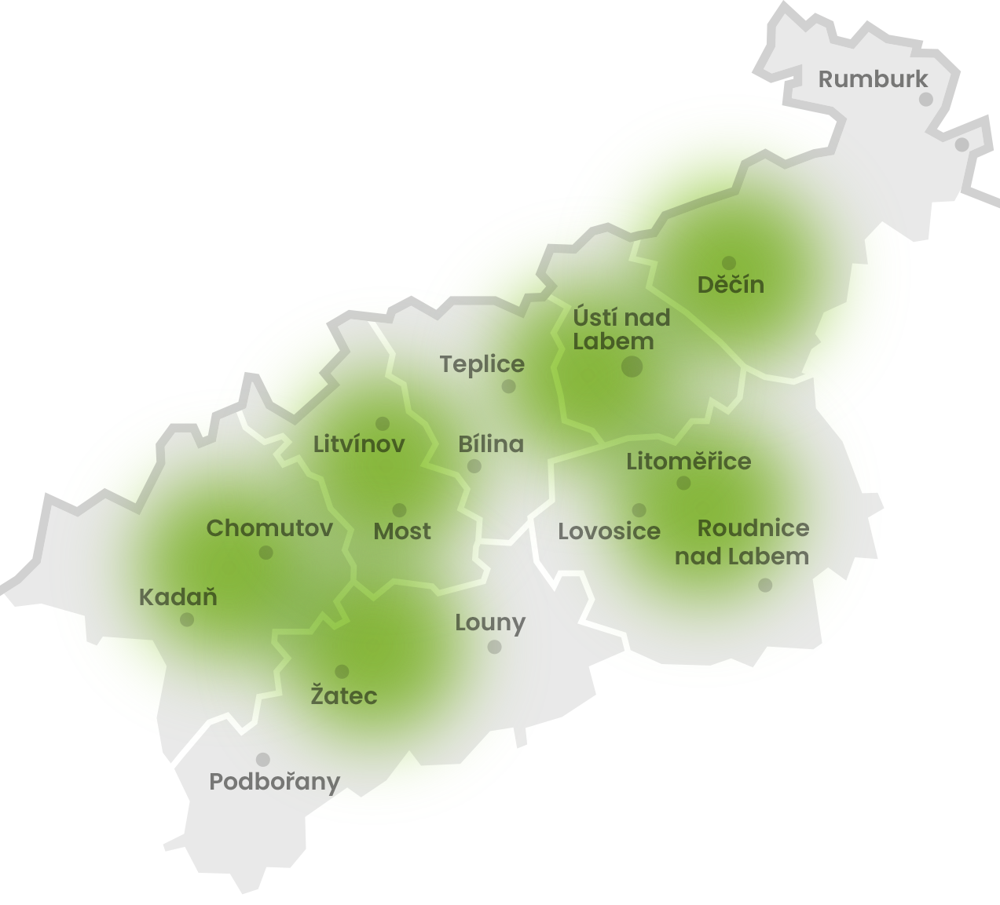 Rumburk
Děčín
Ústí nad
Labem
Teplice
Litvínov
Bílina
Litoměřice
Chomutov
Most
Lovosice
Roudnice
nad Labem
Kadaň
Louny
Žatec
Podbořany